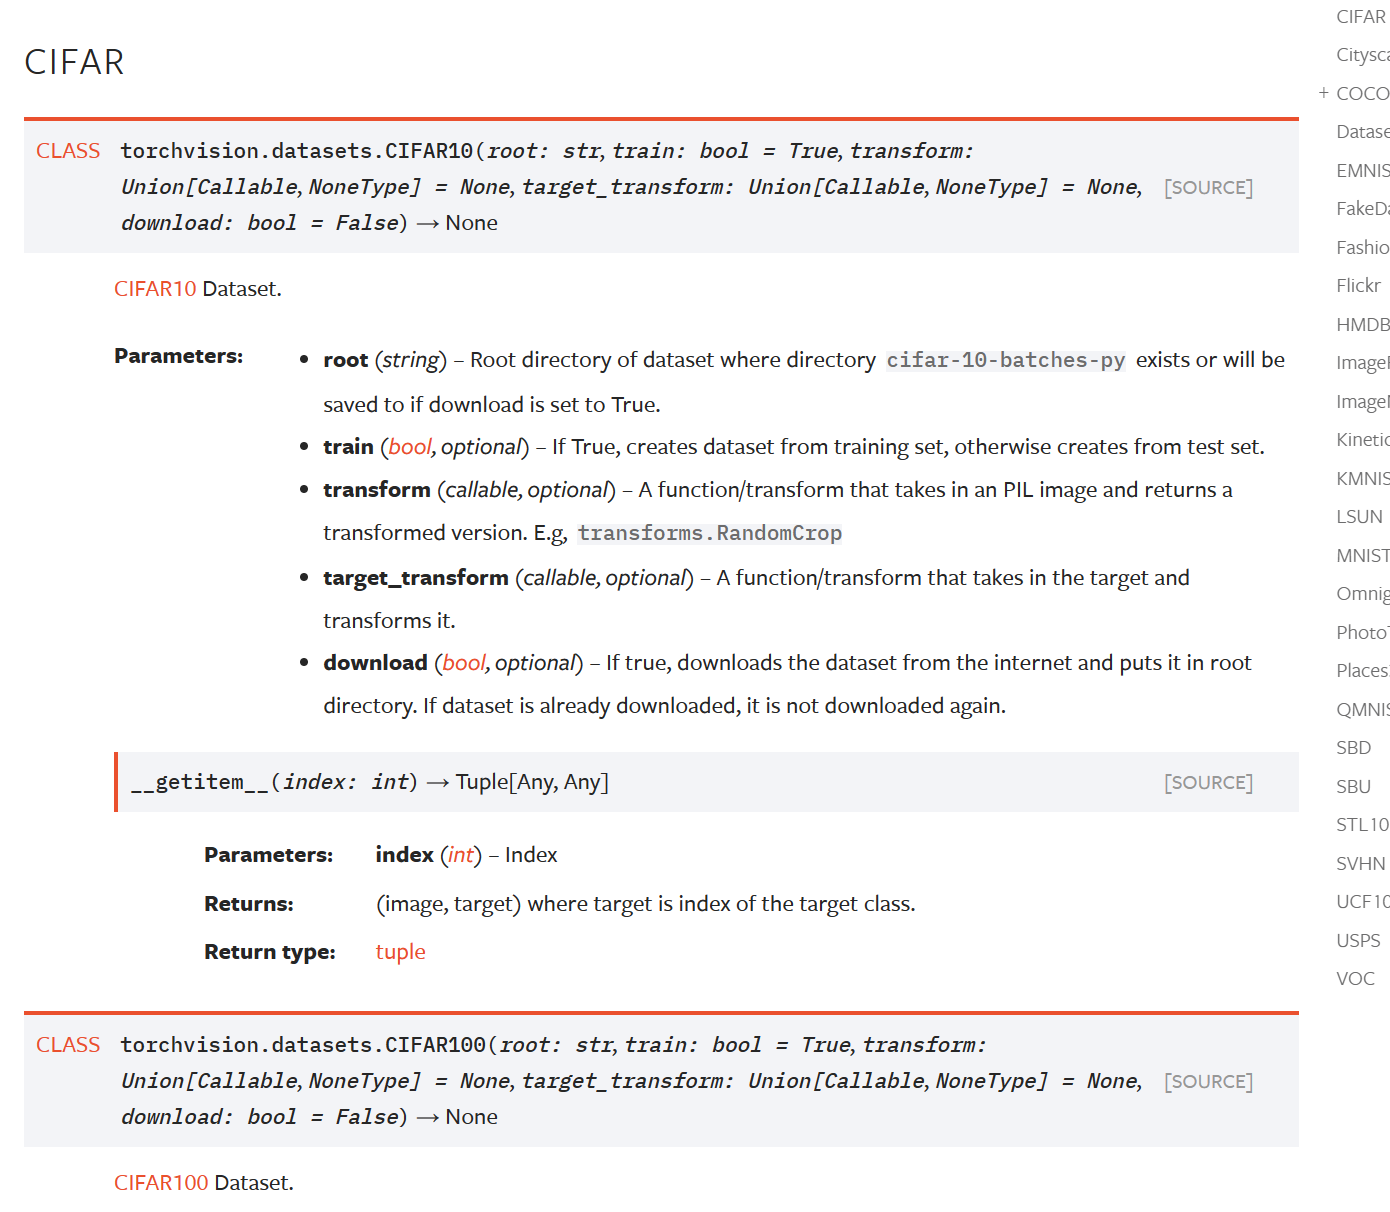 CIFAR
CLASS torchvision.datasets.CIFAR10(root: str, train: bool = True, transform:
Union[Callable, NoneType] = None, target_transform: Union[Callable, NoneType] = None, [SOURCE]
download: bool = False) → None
CIFAR10 Dataset.
Parameters:
• root (string) – Root directory of dataset where directory cifar-10-batches-py exists or will be
saved to if download is set to True.
• train (bool, optional) – If True, creates dataset from training set, otherwise creates from test set.
• transform (callable, optional) – A function/transform that takes in an PIL image and returns a
transformed version. E.g, transforms.RandomCrop
• target_transform (callable, optional) – A function/transform that takes in the target and
transforms it.
• download (bool, optional) – If true, downloads the dataset from the internet and puts it in root
directory. If dataset is already downloaded, it is not downloaded again.
__getitem__(index: int) → Tuple[Any, Any] [SOURCE]
Parameters: index (int) – Index
Returns: (image, target) where target is index of the target class.
Return type: tuple
CLASS torchvision.datasets.CIFAR100(root: str, train: bool = True, transform:
Union[Callable, NoneType] = None, target_transform: Union[Callable, NoneType] = None, [SOURCE]
download: bool = False) → None
CIFAR100 Dataset.
CIFAR
Citysca
+ COCO
Datase
EMNIS
FakeDa
Fashio
Flickr
HMDB
Image
Image
Kinetic
KMNIS
LSUN
MNIST
Omnig
PhotoT
Places
QMNIS
SBD
SBU
STL10
SVHN
UCF10
USPS
VOC